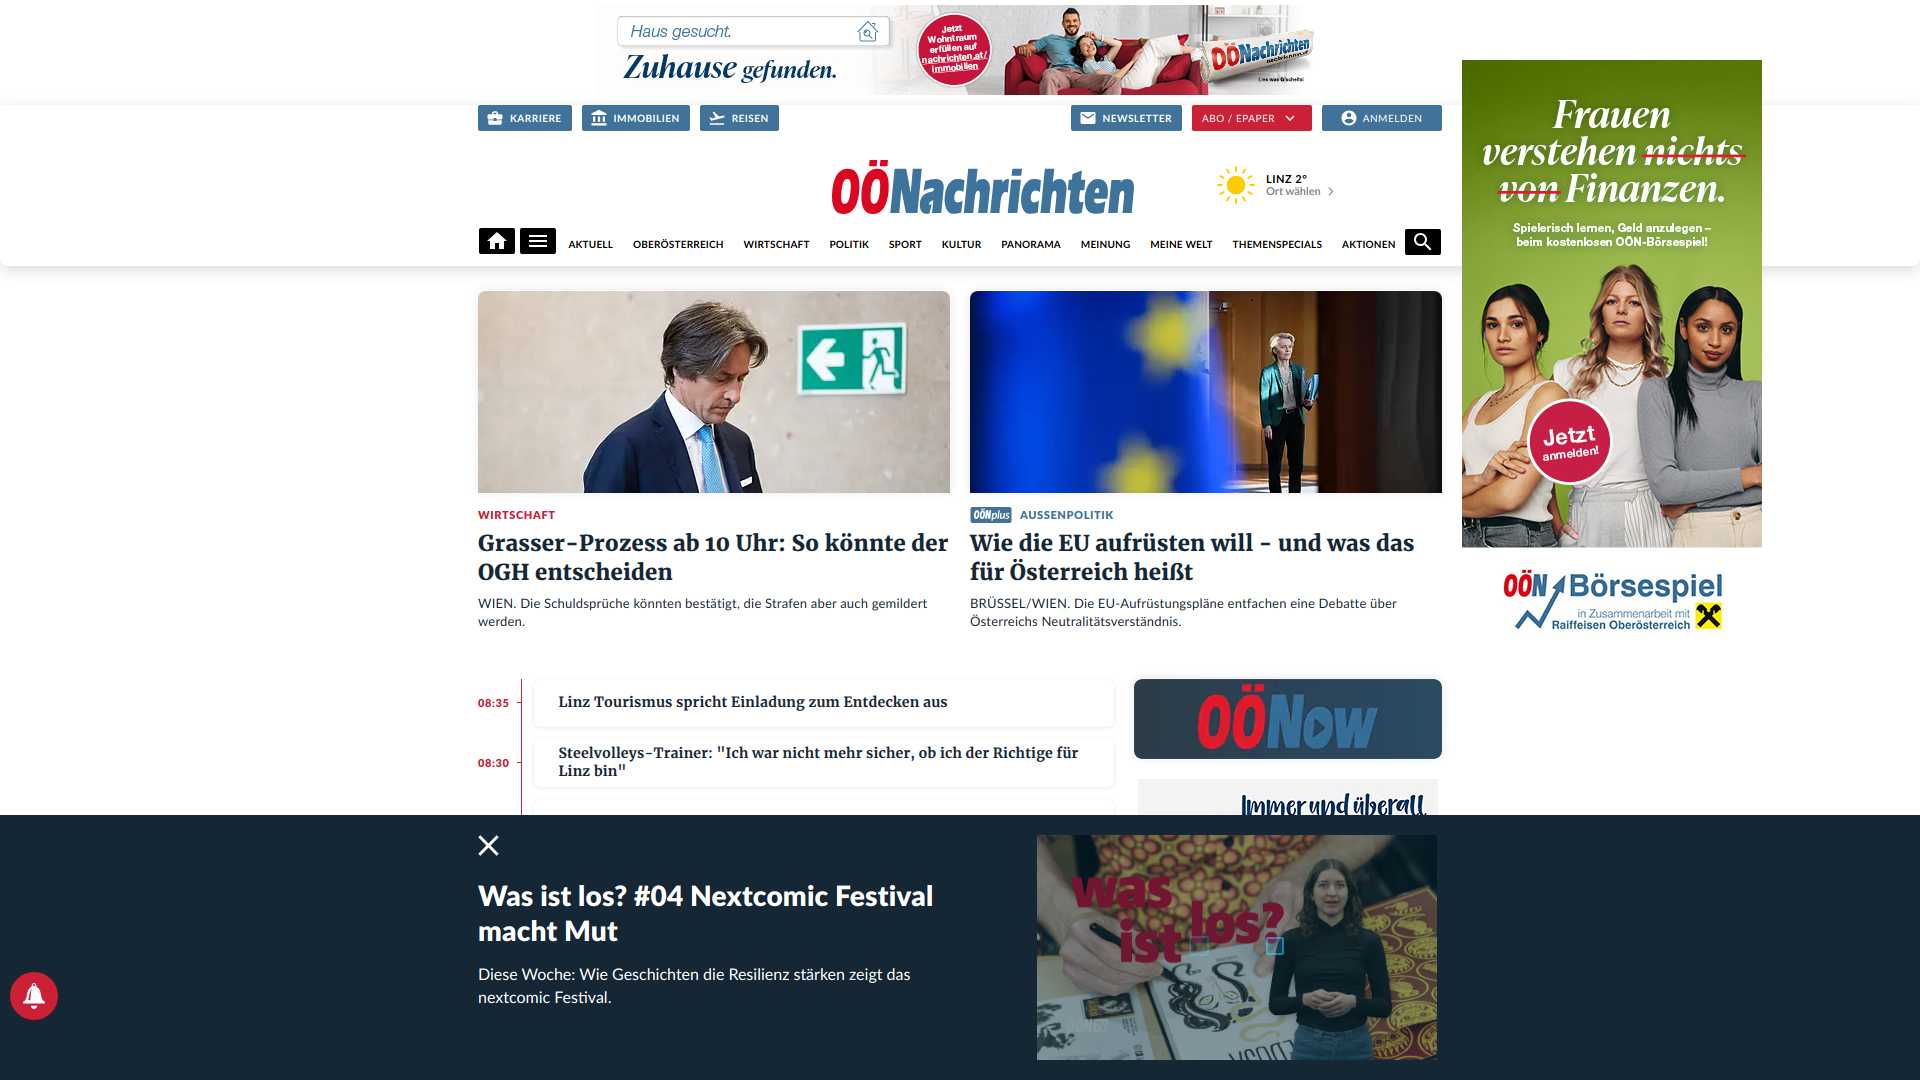 Haus gesucht.
Zuhause gefunden.
Jetzt
Wohntraum
erfüllen auf
nachrichten.at/
immobilien
OÖNachrichten
Lies was G'scheits!
KARRIERE
IMMOBILIEN
REISEN
NEWSLETTER
ABO / EPAPER
ANMELDEN
OÖNachrichten
LINZ 2°
Ort wählen
AKTUELL
OBERÖSTERREICH
WIRTSCHAFT
POLITIK
SPORT
KULTUR
PANORAMA
MEINUNG
MEINE WELT
THEMENSPECIALS
AKTIONEN
Frauen
verstehen nichts
von Finanzen.
Spielerisch lernen, Geld anzulegen –
beim kostenlosen OÖN-Börsespiel!
Jetzt
anmelden!
OÖN Börsespiel
in Zusammenarbeit mit
Raiffeisen Oberösterreich
WIRTSCHAFT
Grasser-Prozess ab 10 Uhr: So könnte der
OGH entscheiden
WIEN. Die Schuldsprüche könnten bestätigt, die Strafen aber auch gemildert
werden.
OÖNplus AUSSENPOLITIK
Wie die EU aufrüsten will - und was das
für Österreich heißt
BRÜSSEL/WIEN. Die EU-Aufrüstungspläne entfachen eine Debatte über
Österreichs Neutralitätsverständnis.
08:35
Linz Tourismus spricht Einladung zum Entdecken aus
08:30
Steelvolleys-Trainer: "Ich war nicht mehr sicher, ob ich der Richtige für
Linz bin"
OÖNow
Immer und überall
Was ist los? #04 Nextcomic Festival
macht Mut
Diese Woche: Wie Geschichten die Resilienz stärken zeigt das
nextcomic Festival.
was
ist los?